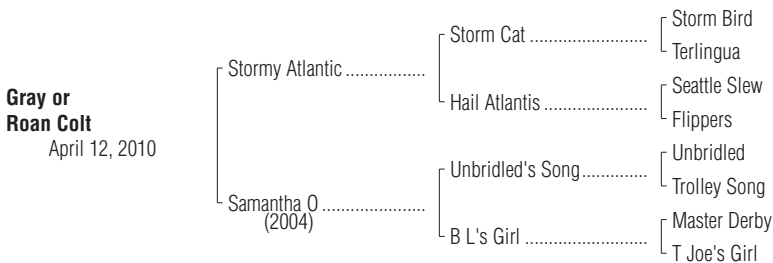 Storm Bird
Storm Cat ..........................
Terlingua
Stormy Atlantic .................
Seattle Slew
Hail Atlantis .......................
Flippers
Gray or
Roan Colt
April 12, 2010
Unbridled
Unbridled's Song..............
Trolley Song
Samantha O ......................
(2004)
Master Derby
B L's Girl ...........................
T Joe's Girl